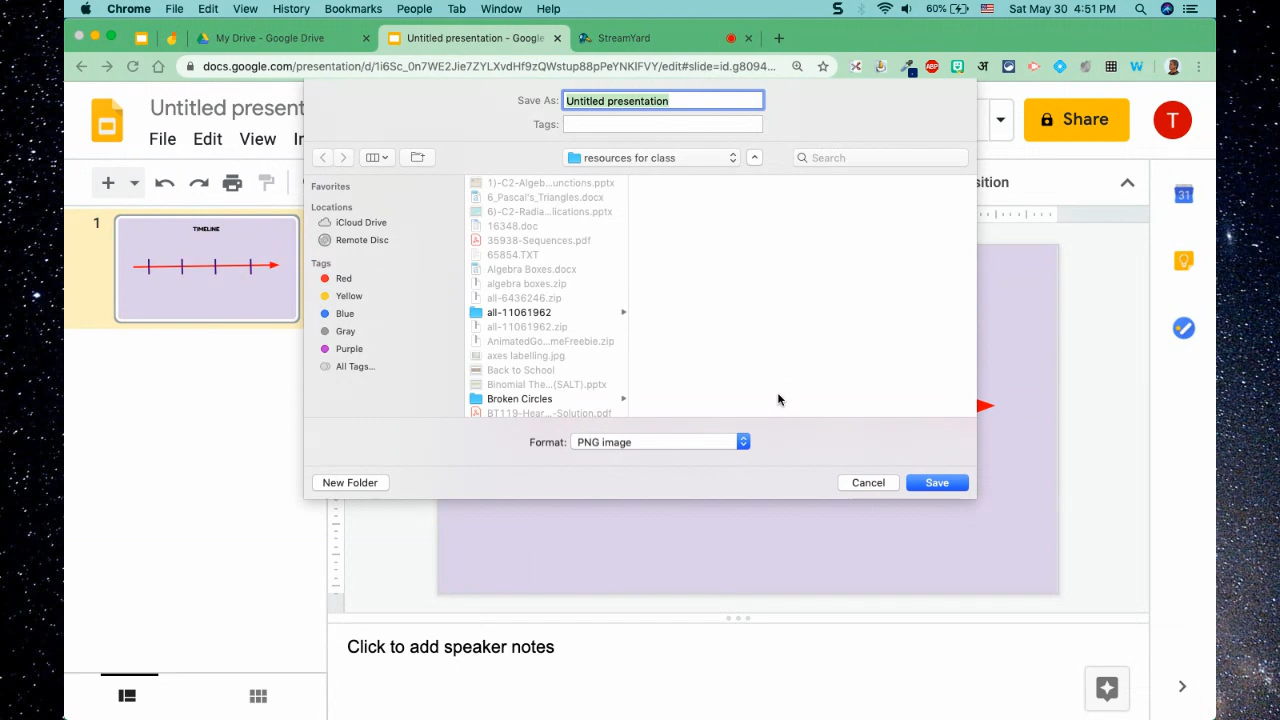 Chrome File Edit View History Bookmarks People Tab Window Help 60% Sat May 30 4:51 PM
My Drive - Google Drive Untitled presentation - Google StreamYard
docs.google.com/presentation/d/1i6Sc_0n7WE2Jie7ZYLXvdHf9zQWstup88pPeYNKlFVY/edit#slide=id.g8094...
Untitled present
File Edit View In
Share
T
ition
31
1
TIMELINE
Save As: Untitled presentation
Tags:
resources for class
Search
Favorites
Locations
iCloud Drive
Remote Disc
Tags
Red
Yellow
Blue
Gray
Purple
All Tags...
1)-C2-Algeb...unctions.pptx
6_Pascal's_Triangles.docx
6)-C2-Radia...lications.pptx
16348.doc
35938-Sequences.pdf
65854.TXT
Algebra Boxes.docx
algebra boxes.zip
all-6436246.zip
all-11061962
all-11061962.zip
AnimatedGo...meFreebie.zip
axes labelling.jpg
Back to School
Binomial The...(SALT).pptx
Broken Circles
BT119-Hear...-Solution.pdf
Format: PNG image
New Folder Cancel Save
Click to add speaker notes